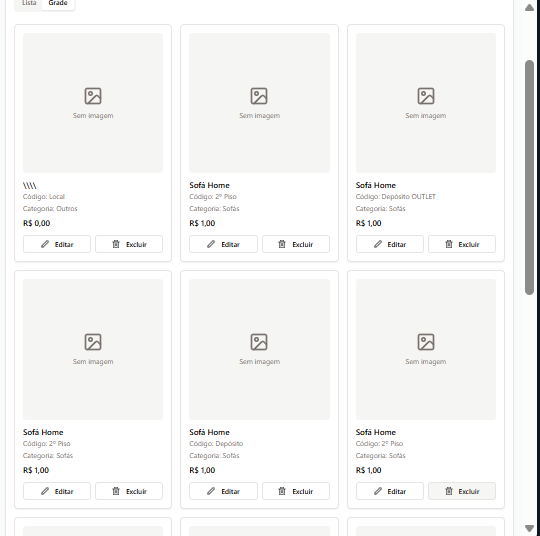 Lista Grade
Sem imagem
\\\\
Código: Local
Categoria: Outros
R$ 0,00
Editar Excluir
Sem imagem
Sofá Home
Código: 2º Piso
Categoria: Sofás
R$ 1,00
Editar Excluir
Sem imagem
Sofá Home
Código: Depósito OUTLET
Categoria: Sofás
R$ 1,00
Editar Excluir
Sem imagem
Sofá Home
Código: 2º Piso
Categoria: Sofás
R$ 1,00
Editar Excluir
Sem imagem
Sofá Home
Código: Depósito
Categoria: Sofás
R$ 1,00
Editar Excluir
Sem imagem
Sofá Home
Código: 2º Piso
Categoria: Sofás
R$ 1,00
Editar Excluir